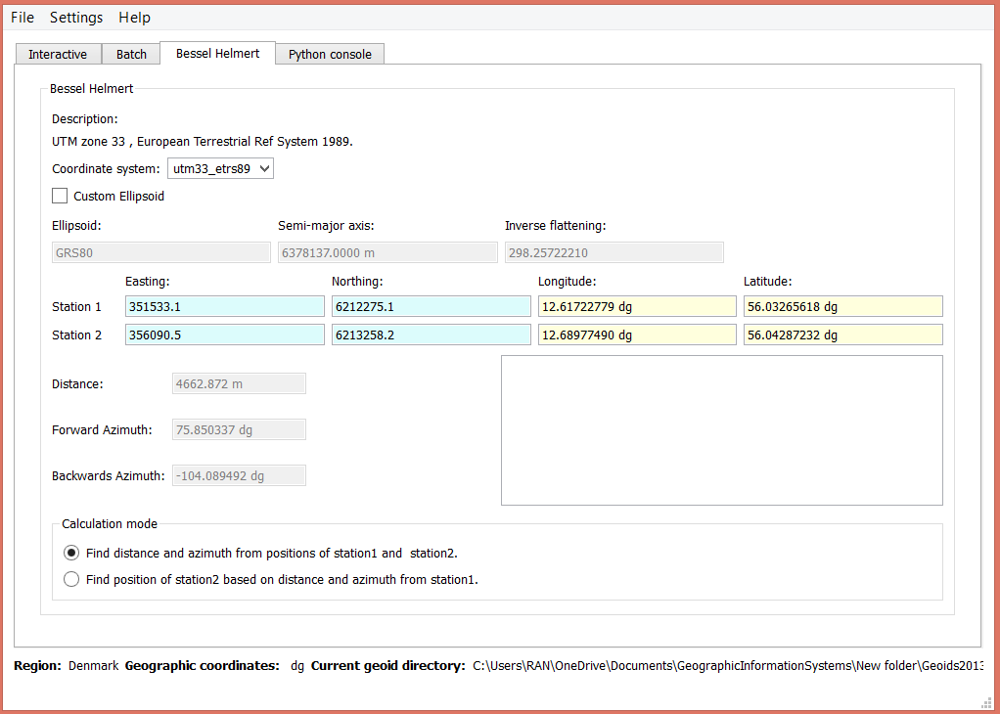 File Settings Help
Interactive Batch Bessel Helmert Python console
Bessel Helmert
Description:
UTM zone 33 , European Terrestrial Ref System 1989.
Coordinate system: utm33_etrs89
Custom Ellipsoid
Ellipsoid: Semi-major axis: Inverse flattening:
GRS80 6378137.0000 m 298.25722210
Easting: Northing: Longitude: Latitude:
Station 1 351533.1 6212275.1 12.61722779 dg 56.03265618 dg
Station 2 356090.5 6213258.2 12.68977490 dg 56.04287232 dg
Distance: 4662.872 m
Forward Azimuth: 75.850337 dg
Backwards Azimuth: -104.089492 dg
Calculation mode
Find distance and azimuth from positions of station1 and station2.
Find position of station2 based on distance and azimuth from station1.
Region: Denmark Geographic coordinates: dg Current geoid directory: C:\Users\RAN\OneDrive\Documents\GeographicInformationSystems\New folder\Geoids2013